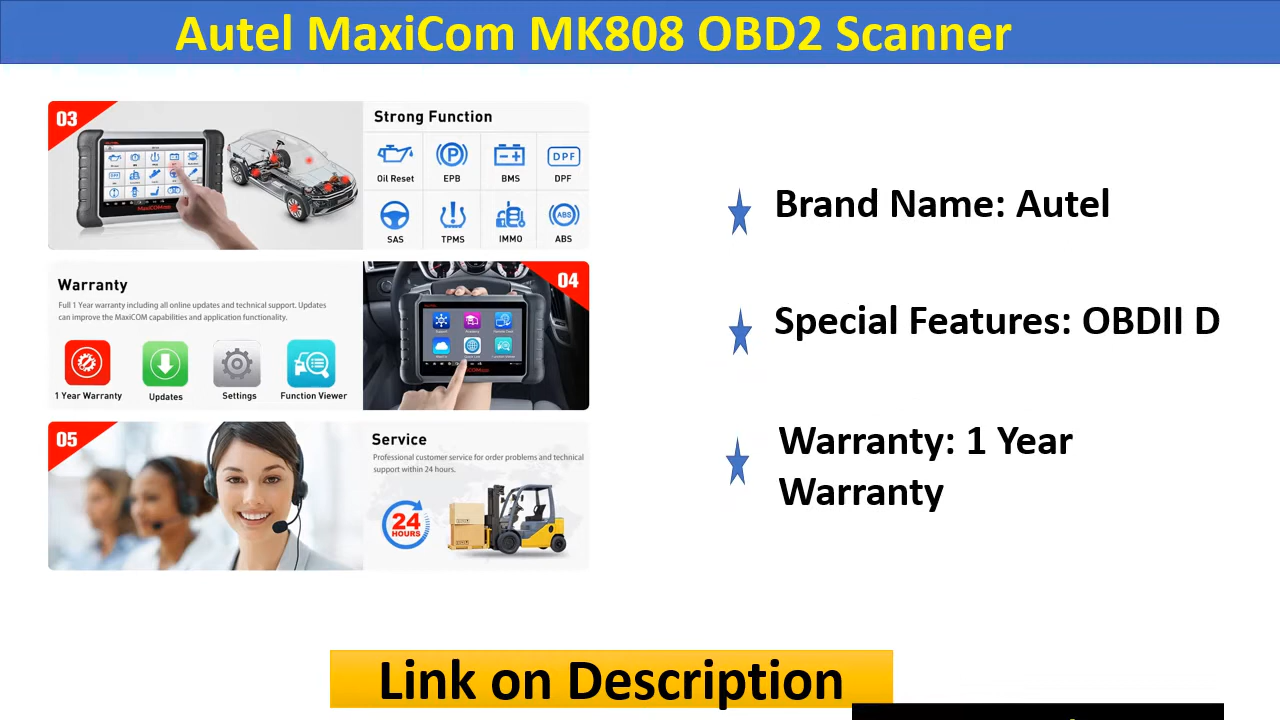 Autel MaxiCom MK808 OBD2 Scanner
03
Strong Function
Oil Reset
EPB
BMS
DPF
DPF
SAS
TPMS
IMMO
ABS
ABS
MaxiCOM
Warranty
Full 1 Year warranty including all online updates and technical support. Updates
can improve the MaxiCOM capabilities and application functionality.
1 Year Warranty
Updates
Settings
Function Viewer
04
05
Service
Professional customer service for order problems and technical
support within 24 hours.
24
HOURS
Brand Name: Autel
Special Features: OBDII D
Warranty: 1 Year
Warranty
Link on Description